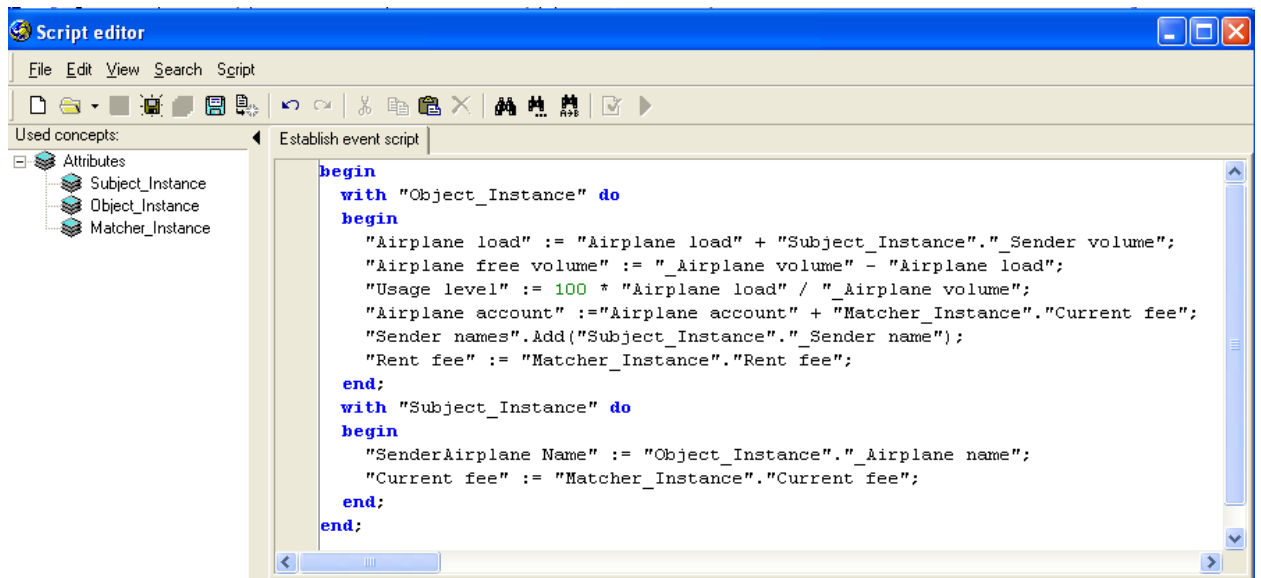 Script editor
File Edit View Search Script
A→B
Used concepts:
Establish event script
Attributes
Subject_Instance
Object_Instance
Matcher_Instance
begin
with "Object_Instance" do
begin
"Airplane load" := "Airplane load" + "Subject_Instance"."_Sender volume";
"Airplane free volume" := "_Airplane volume" - "Airplane load";
"Usage level" := 100 * "Airplane load" / "_Airplane volume";
"Airplane account" :="Airplane account" + "Matcher_Instance"."Current fee";
"Sender names".Add("Subject_Instance"."_Sender name");
"Rent fee" := "Matcher_Instance"."Rent fee";
end;
with "Subject_Instance" do
begin
"SenderAirplane Name" := "Object_Instance"."_Airplane name";
"Current fee" := "Matcher_Instance"."Current fee";
end;
end;